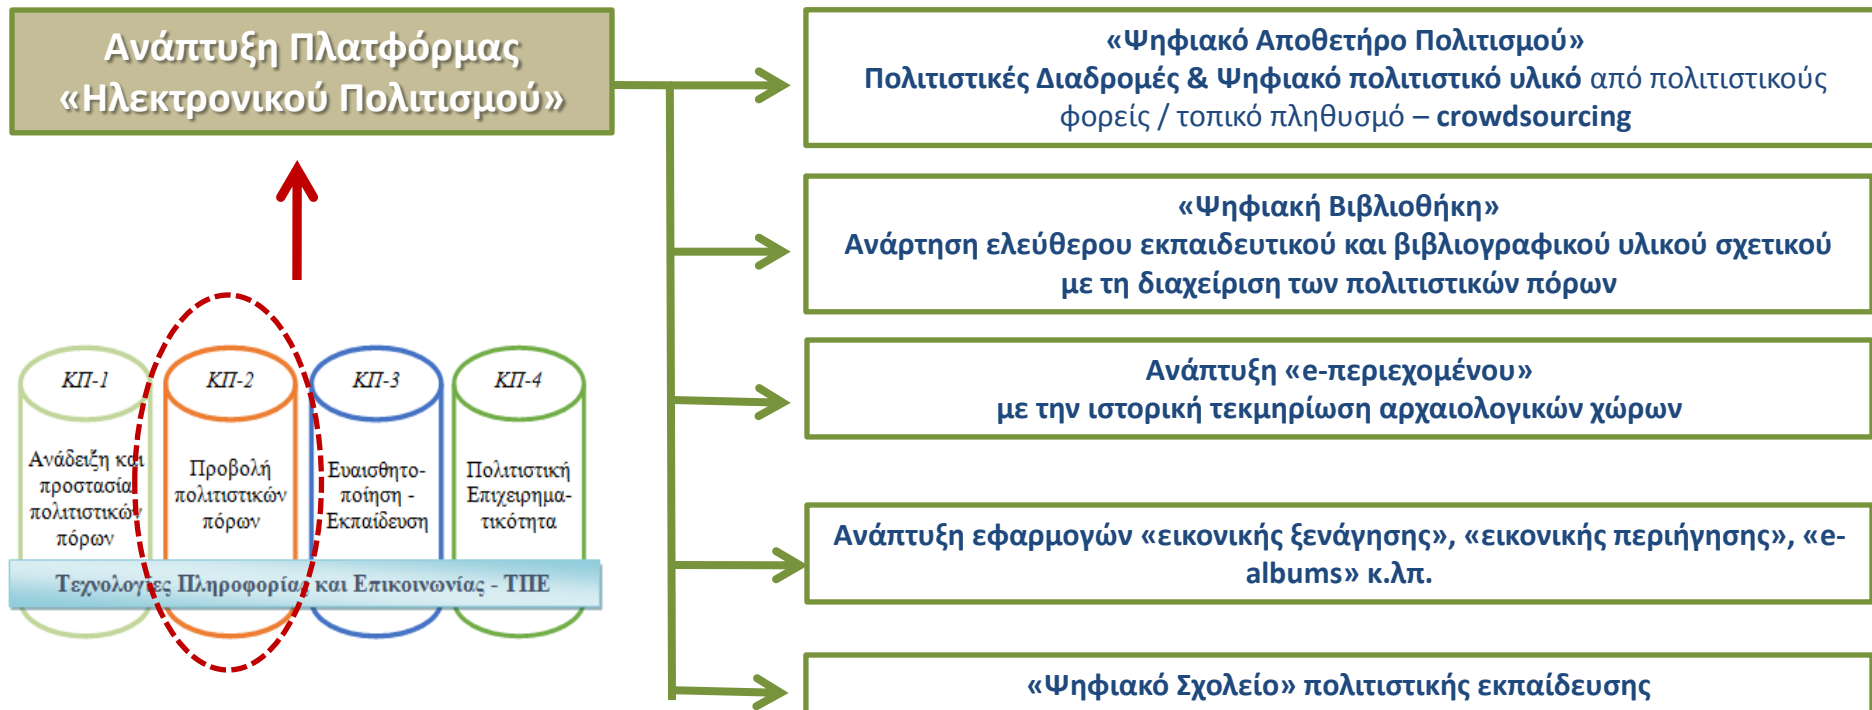 Ανάπτυξη Πλατφόρμας
«Ηλεκτρονικού Πολιτισμού»
«Ψηφιακό Αποθετήρο Πολιτισμού»
Πολιτιστικές Διαδρομές & Ψηφιακό πολιτιστικό υλικό από πολιτιστικούς
φορείς / τοπικό πληθυσμό – crowdsourcing
«Ψηφιακή Βιβλιοθήκη»
Ανάρτηση ελεύθερου εκπαιδευτικού και βιβλιογραφικού υλικού σχετικού
με τη διαχείριση των πολιτιστικών πόρων
Ανάπτυξη «e-περιεχομένου»
με την ιστορική τεκμηρίωση αρχαιολογικών χώρων
Ανάπτυξη εφαρμογών «εικονικής ξενάγησης», «εικονικής περιήγησης», «e-
albums» κ.λπ.
«Ψηφιακό Σχολείο» πολιτιστικής εκπαίδευσης
ΚΠ-1
Ανάδειξη και
προστασία
πολιτιστικών
πόρων
ΚΠ-2
Προβολή
πολιτιστικών
πόρων
ΚΠ-3
Ευαισθητο-
ποίηση -
Εκπαίδευση
ΚΠ-4
Πολιτιστική
Επιχειρημα-
τικότητα
Τεχνολογίες Πληροφορίας και Επικοινωνίας - ΤΠΕ